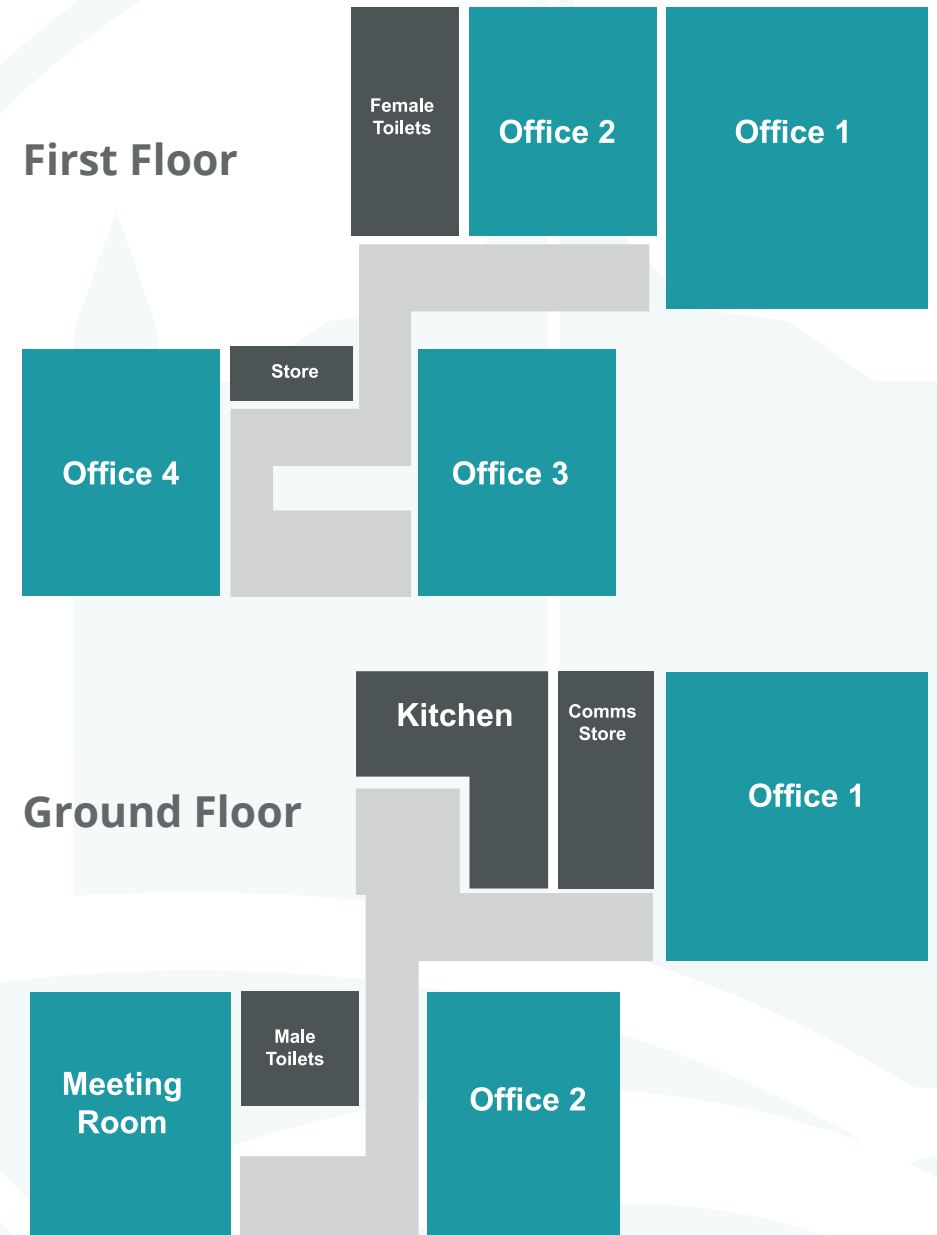 First Floor
Female
Toilets
Office 2
Office 1
Office 4
Store
Office 3
Ground Floor
Kitchen
Comms
Store
Office 1
Meeting
Room
Male
Toilets
Office 2